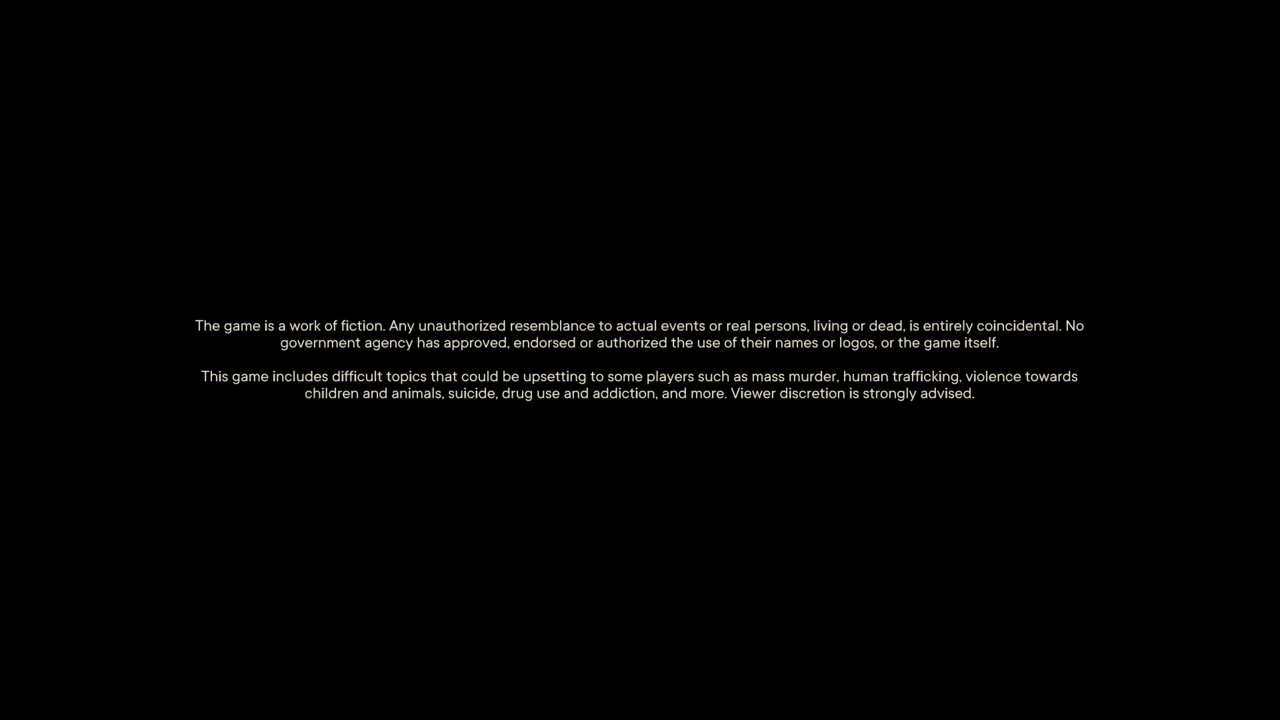 The game is a work of fiction. Any unauthorized resemblance to actual events or real persons, living or dead, is entirely coincidental. No
government agency has approved, endorsed or authorized the use of their names or logos, or the game itself.
This game includes difficult topics that could be upsetting to some players such as mass murder, human trafficking, violence towards
children and animals, suicide, drug use and addiction, and more. Viewer discretion is strongly advised.